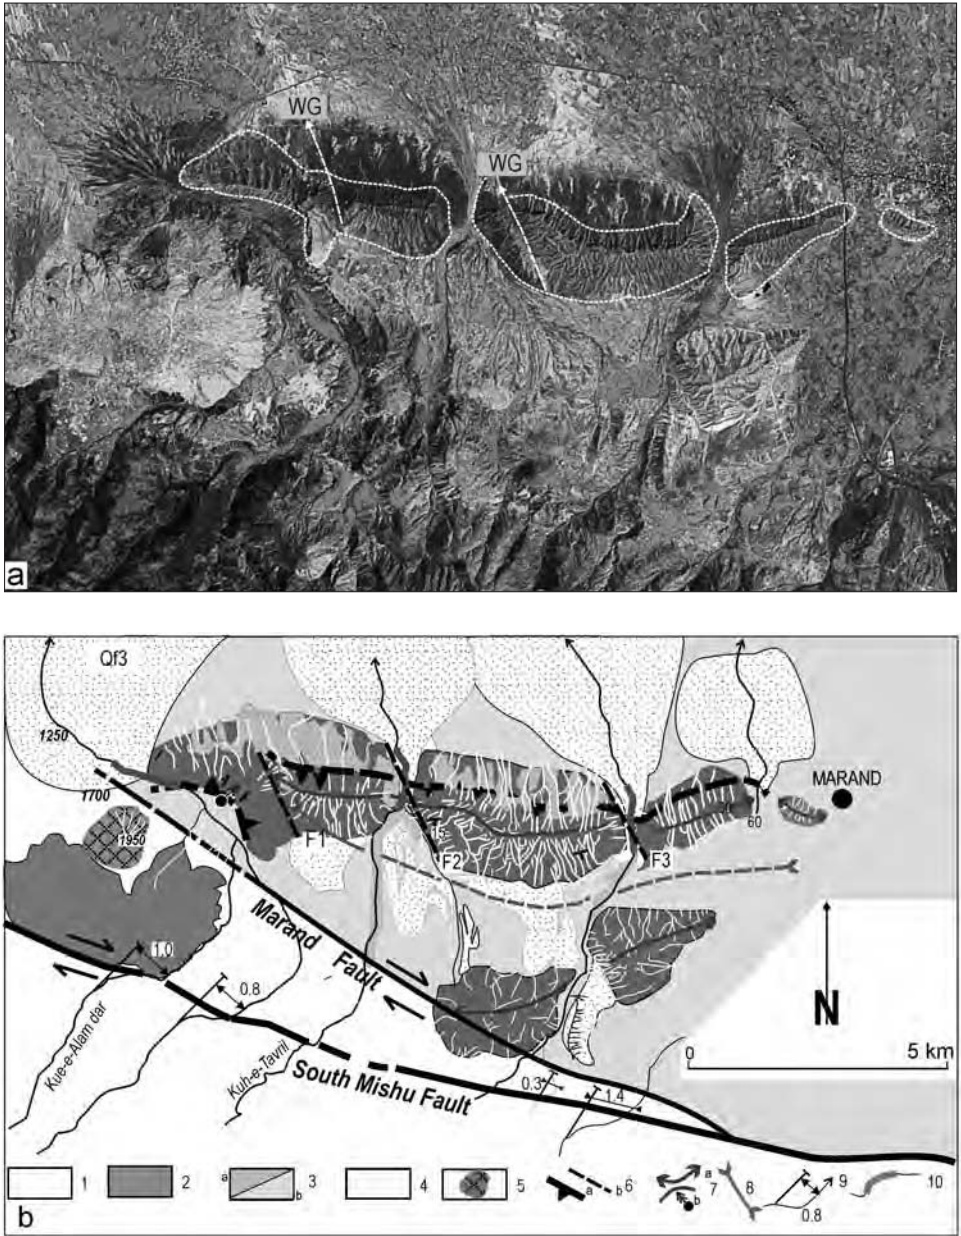 WG
WG
a
Qf3
1250
1700
1950
MARAND
60
F1
15
F2
F3
Marand
Fault
1.0
0.8
N
0 5 km
Kue-e-Alam dar
Kuh-e-Tavril
South Mishu Fault
0.3
1.4
1 2 a b 3 4 5 a b 6 a b 7 8 9 0.8 10
b